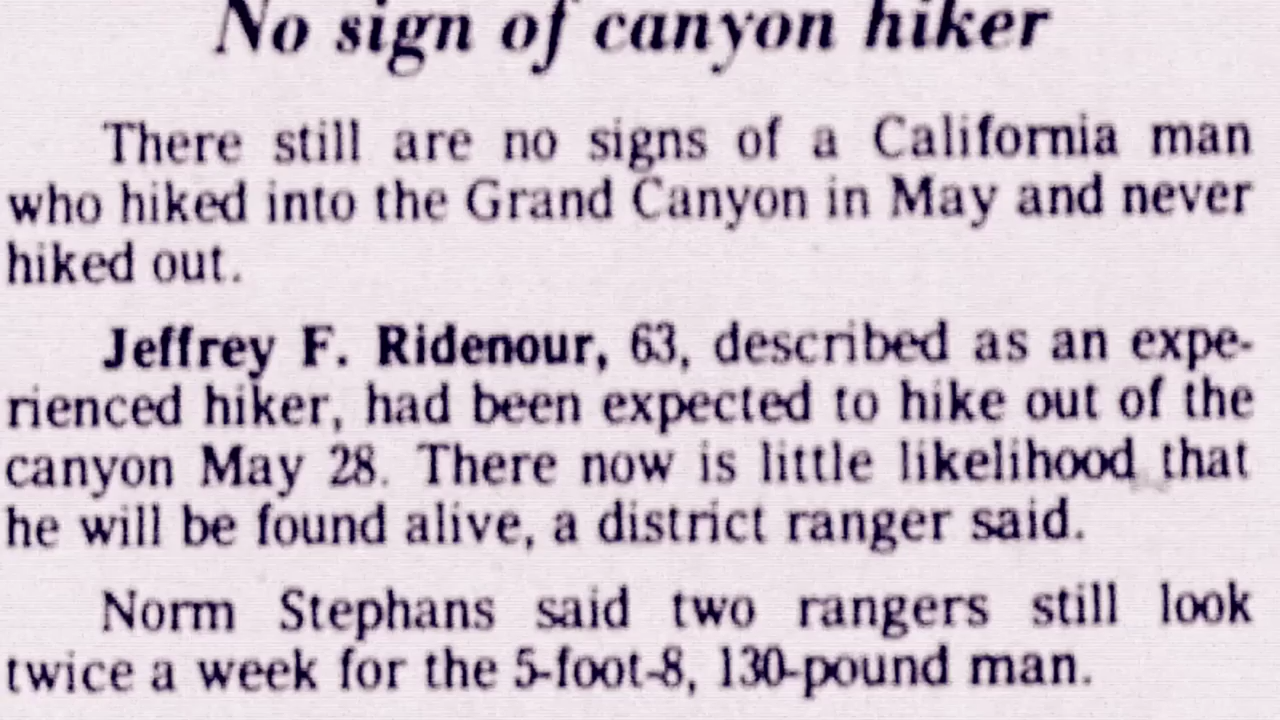 No sign of canyon hiker
There still are no signs of a California man
who hiked into the Grand Canyon in May and never
hiked out.
Jeffrey F. Ridenour, 63, described as an expe-
rienced hiker, had been expected to hike out of the
canyon May 28. There now is little likelihood that
he will be found alive, a district ranger said.
Norm Stephans said two rangers still look
twice a week for the 5-foot-8, 130-pound man.